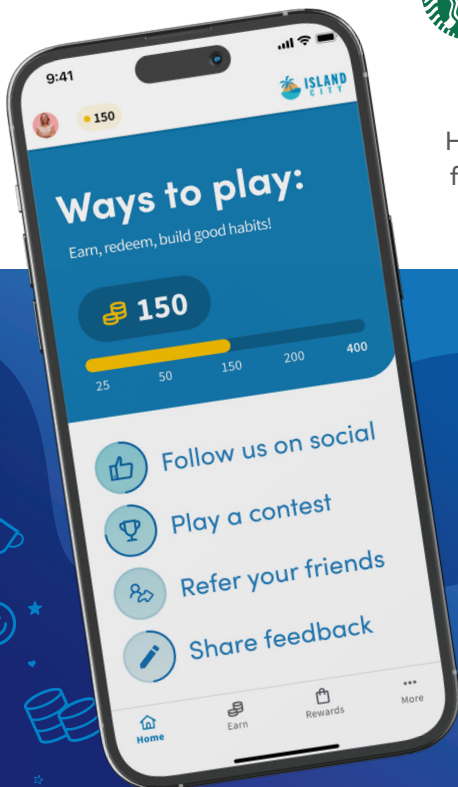 9:41
150
ISLAND
CITY
Ways to play:
Earn, redeem, build good habits!
150
25 50 150 200 400
Follow us on social
Play a contest
Refer your friends
Share feedback
Home Earn Rewards More
H
f